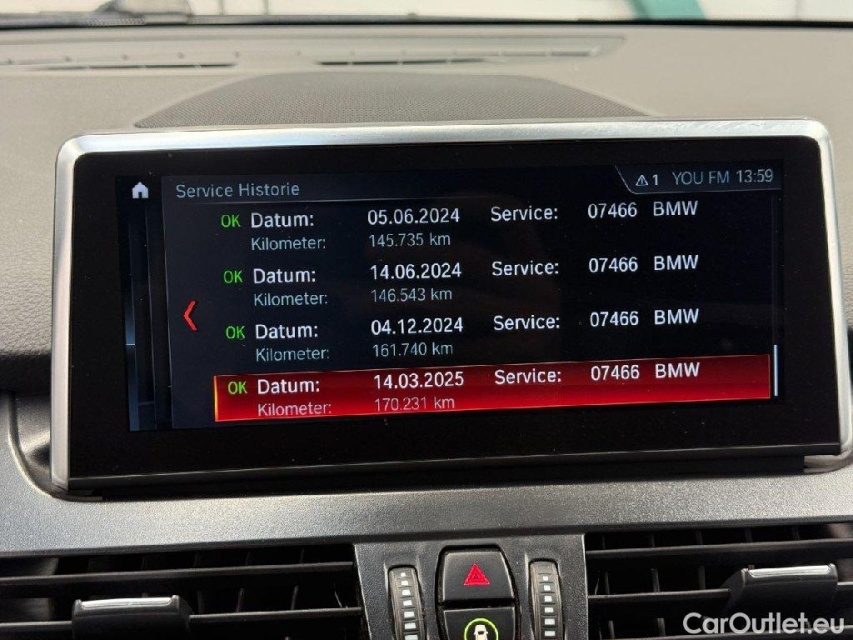 Service Historie
1 YOU FM 13:59
OK Datum: 05.06.2024 Service: 07466 BMW
Kilometer: 145.735 km
OK Datum: 14.06.2024 Service: 07466 BMW
Kilometer: 146.543 km
OK Datum: 04.12.2024 Service: 07466 BMW
Kilometer: 161.740 km
OK Datum: 14.03.2025 Service: 07466 BMW
Kilometer: 170.231 km
CarOutlet.eu